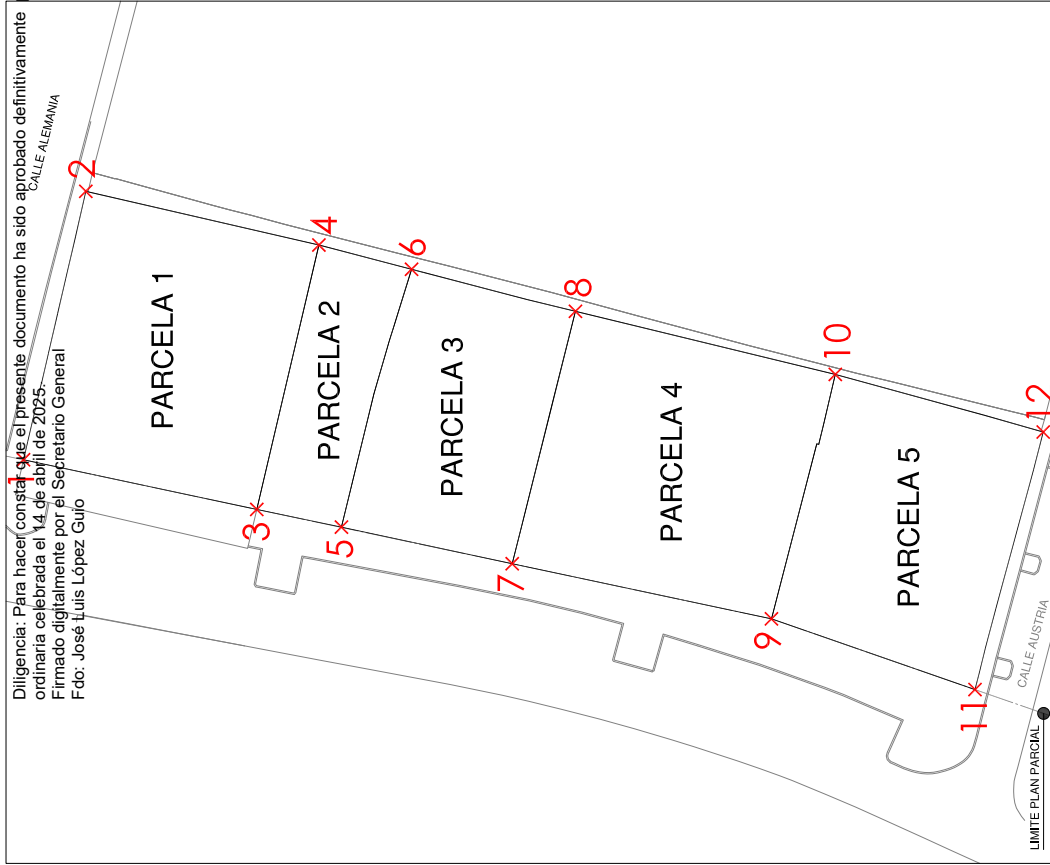 Diligencia: Para hacer constar que el presente documento ha sido aprobado definitivamente
ordinaria celebrada el 14 de abril de 2025.
Firmado digitalmente por el Secretario General
Fdo: José Luis López Guio
CALLE ALEMANIA
1
2
PARCELA 1
3
4
PARCELA 2
5
6
PARCELA 3
7
8
PARCELA 4
9
10
PARCELA 5
11
12
CALLE AUSTRIA
LIMITE PLAN PARCIAL